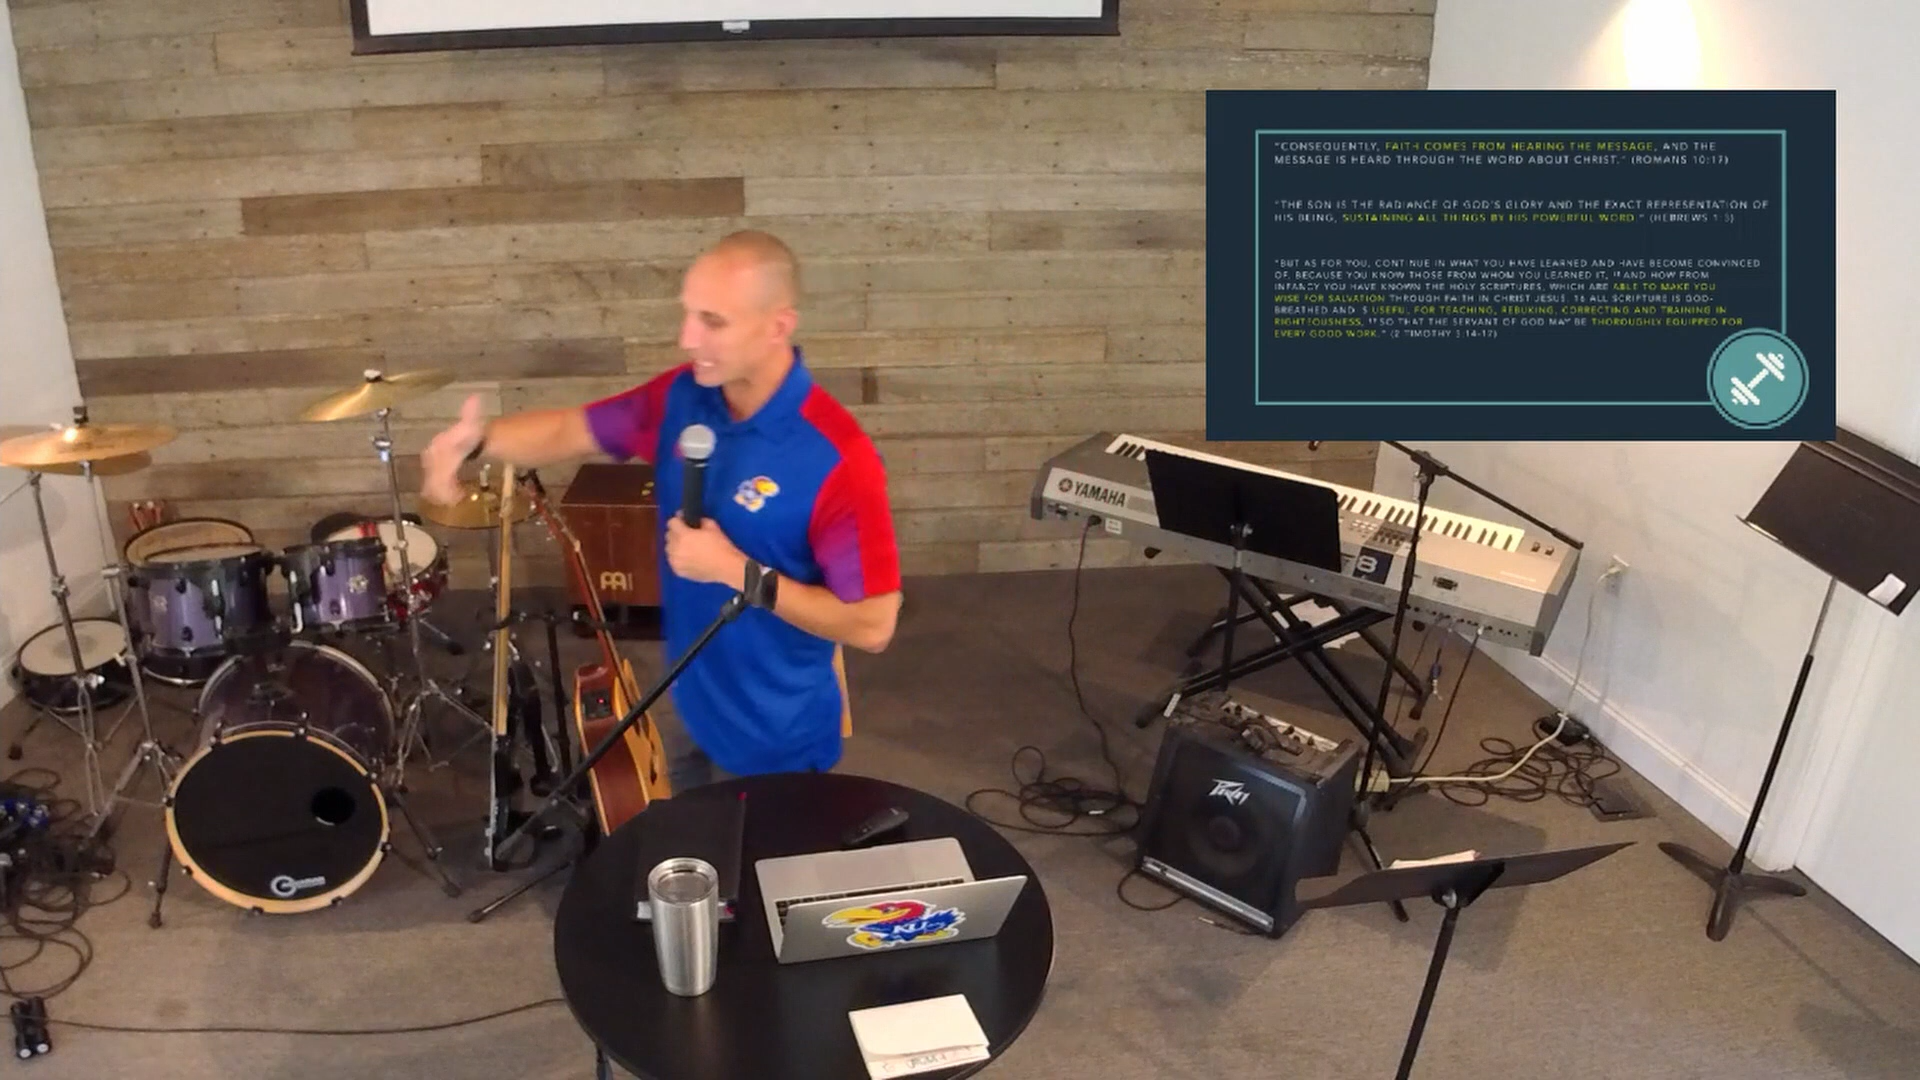 "CONSEQUENTLY, FAITH COMES FROM HEARING THE MESSAGE, AND THE
MESSAGE IS HEARD THROUGH THE WORD ABOUT CHRIST." (ROMANS 10:17)
"THE SON IS THE RADIANCE OF GOD'S GLORY AND THE EXACT REPRESENTATION OF
HIS BEING, SUSTAINING ALL THINGS BY HIS POWERFUL WORD." (HEBREWS 1:3)
"BUT AS FOR YOU, CONTINUE IN WHAT YOU HAVE LEARNED AND HAVE BECOME CONVINCED
OF, BECAUSE YOU KNOW THOSE FROM WHOM YOU LEARNED IT, 15 AND HOW FROM
INFANCY YOU HAVE KNOWN THE HOLY SCRIPTURES, WHICH ARE ABLE TO MAKE YOU
WISE FOR SALVATION THROUGH FAITH IN CHRIST JESUS. 16 ALL SCRIPTURE IS GOD-
BREATHED AND IS USEFUL FOR TEACHING, REBUKING, CORRECTING AND TRAINING IN
RIGHTEOUSNESS, 17 SO THAT THE SERVANT OF GOD MAY BE THOROUGHLY EQUIPPED FOR
EVERY GOOD WORK." (2 TIMOTHY 3:14-17)
YAMAHA
8
PEAVEY
KU